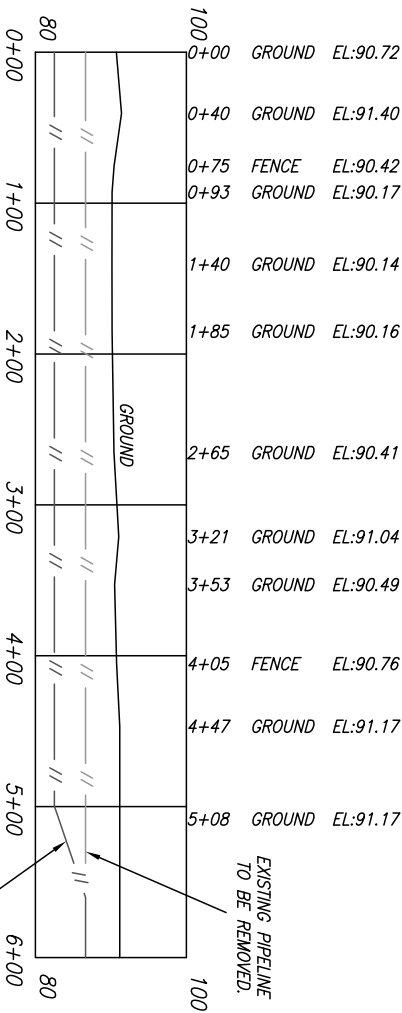 100
80
0+00 GROUND EL:90.72
0+40 GROUND EL:91.40
0+75 FENCE EL:90.42
0+93 GROUND EL:90.17
1+40 GROUND EL:90.14
1+85 GROUND EL:90.16
2+65 GROUND EL:90.41
3+21 GROUND EL:91.04
3+53 GROUND EL:90.49
4+05 FENCE EL:90.76
4+47 GROUND EL:91.17
5+08 GROUND EL:91.17
GROUND
EXISTING PIPELINE
TO BE REMOVED.
0+00
1+00
2+00
3+00
4+00
5+00
6+00
80
100